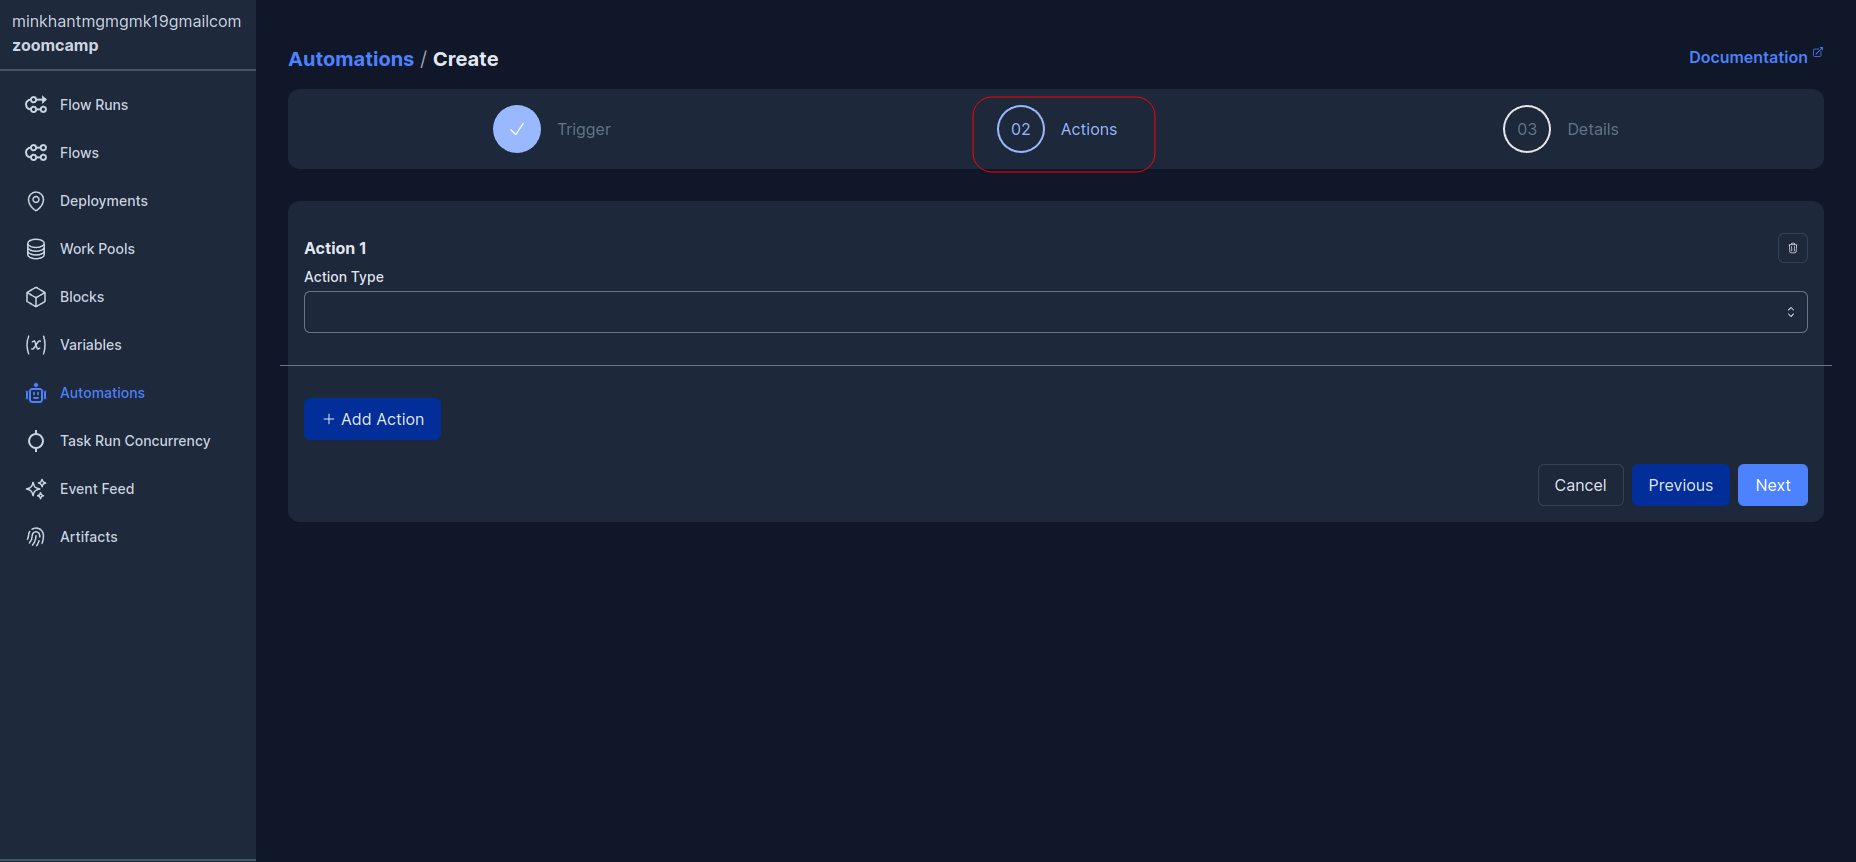 minkhantmgmgmk19gmailcom
zoomcamp
Flow Runs
Flows
Deployments
Work Pools
Blocks
Variables
Automations
Task Run Concurrency
Event Feed
Artifacts
Automations / Create
Documentation
Trigger
02 Actions
03 Details
Action 1
Action Type
+ Add Action
Cancel
Previous
Next